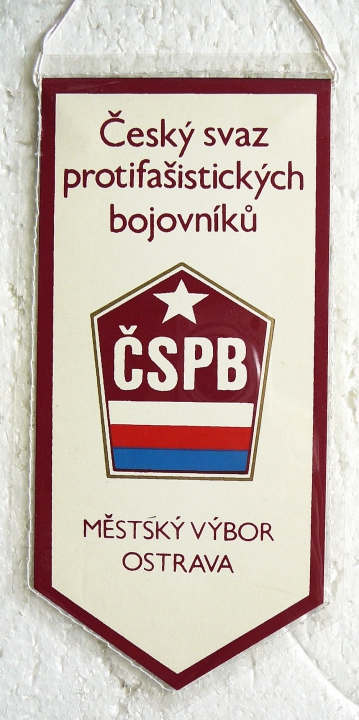 Český svaz
protifašistických
bojovníků
ČSPB
MĚSTSKÝ VÝBOR
OSTRAVA